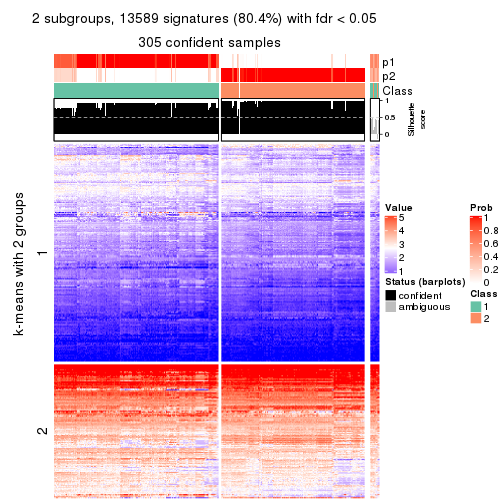 2 subgroups, 13589 signatures (80.4%) with fdr < 0.05
305 confident samples
p1
p2
Class
1
0.5
0
Silhouette
score
k-means with 2 groups
1
2
Value
5
4
3
2
1
Status (barplots)
confident
ambiguous
Prob
1
0.8
0.6
0.4
0.2
0
Class
1
2